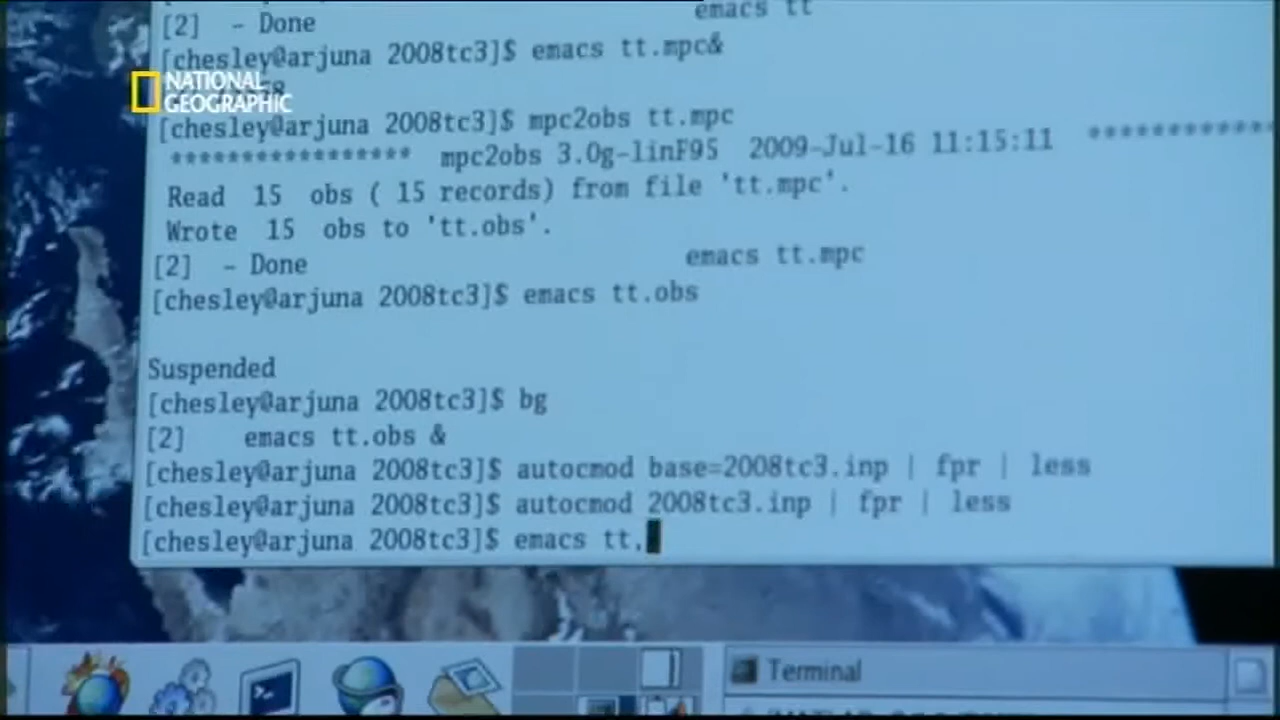 emacs tt
[2] - Done
[chesley@arjuna 2008tc3]$ emacs tt.mpc&
NATIONAL
GEOGRAPHIC
[chesley@arjuna 2008tc3]$ mpc2obs tt.mpc
***************** mpc2obs 3.0g-linF95 2009-Jul-16 11:15:11 ************
Read 15 obs ( 15 records) from file 'tt.mpc'.
Wrote 15 obs to 'tt.obs'.
[2] - Done emacs tt.mpc
[chesley@arjuna 2008tc3]$ emacs tt.obs
Suspended
[chesley@arjuna 2008tc3]$ bg
[2] emacs tt.obs &
[chesley@arjuna 2008tc3]$ autocmod base=2008tc3.inp | fpr | less
[chesley@arjuna 2008tc3]$ autocmod 2008tc3.inp | fpr | less
[chesley@arjuna 2008tc3]$ emacs tt.
Terminal